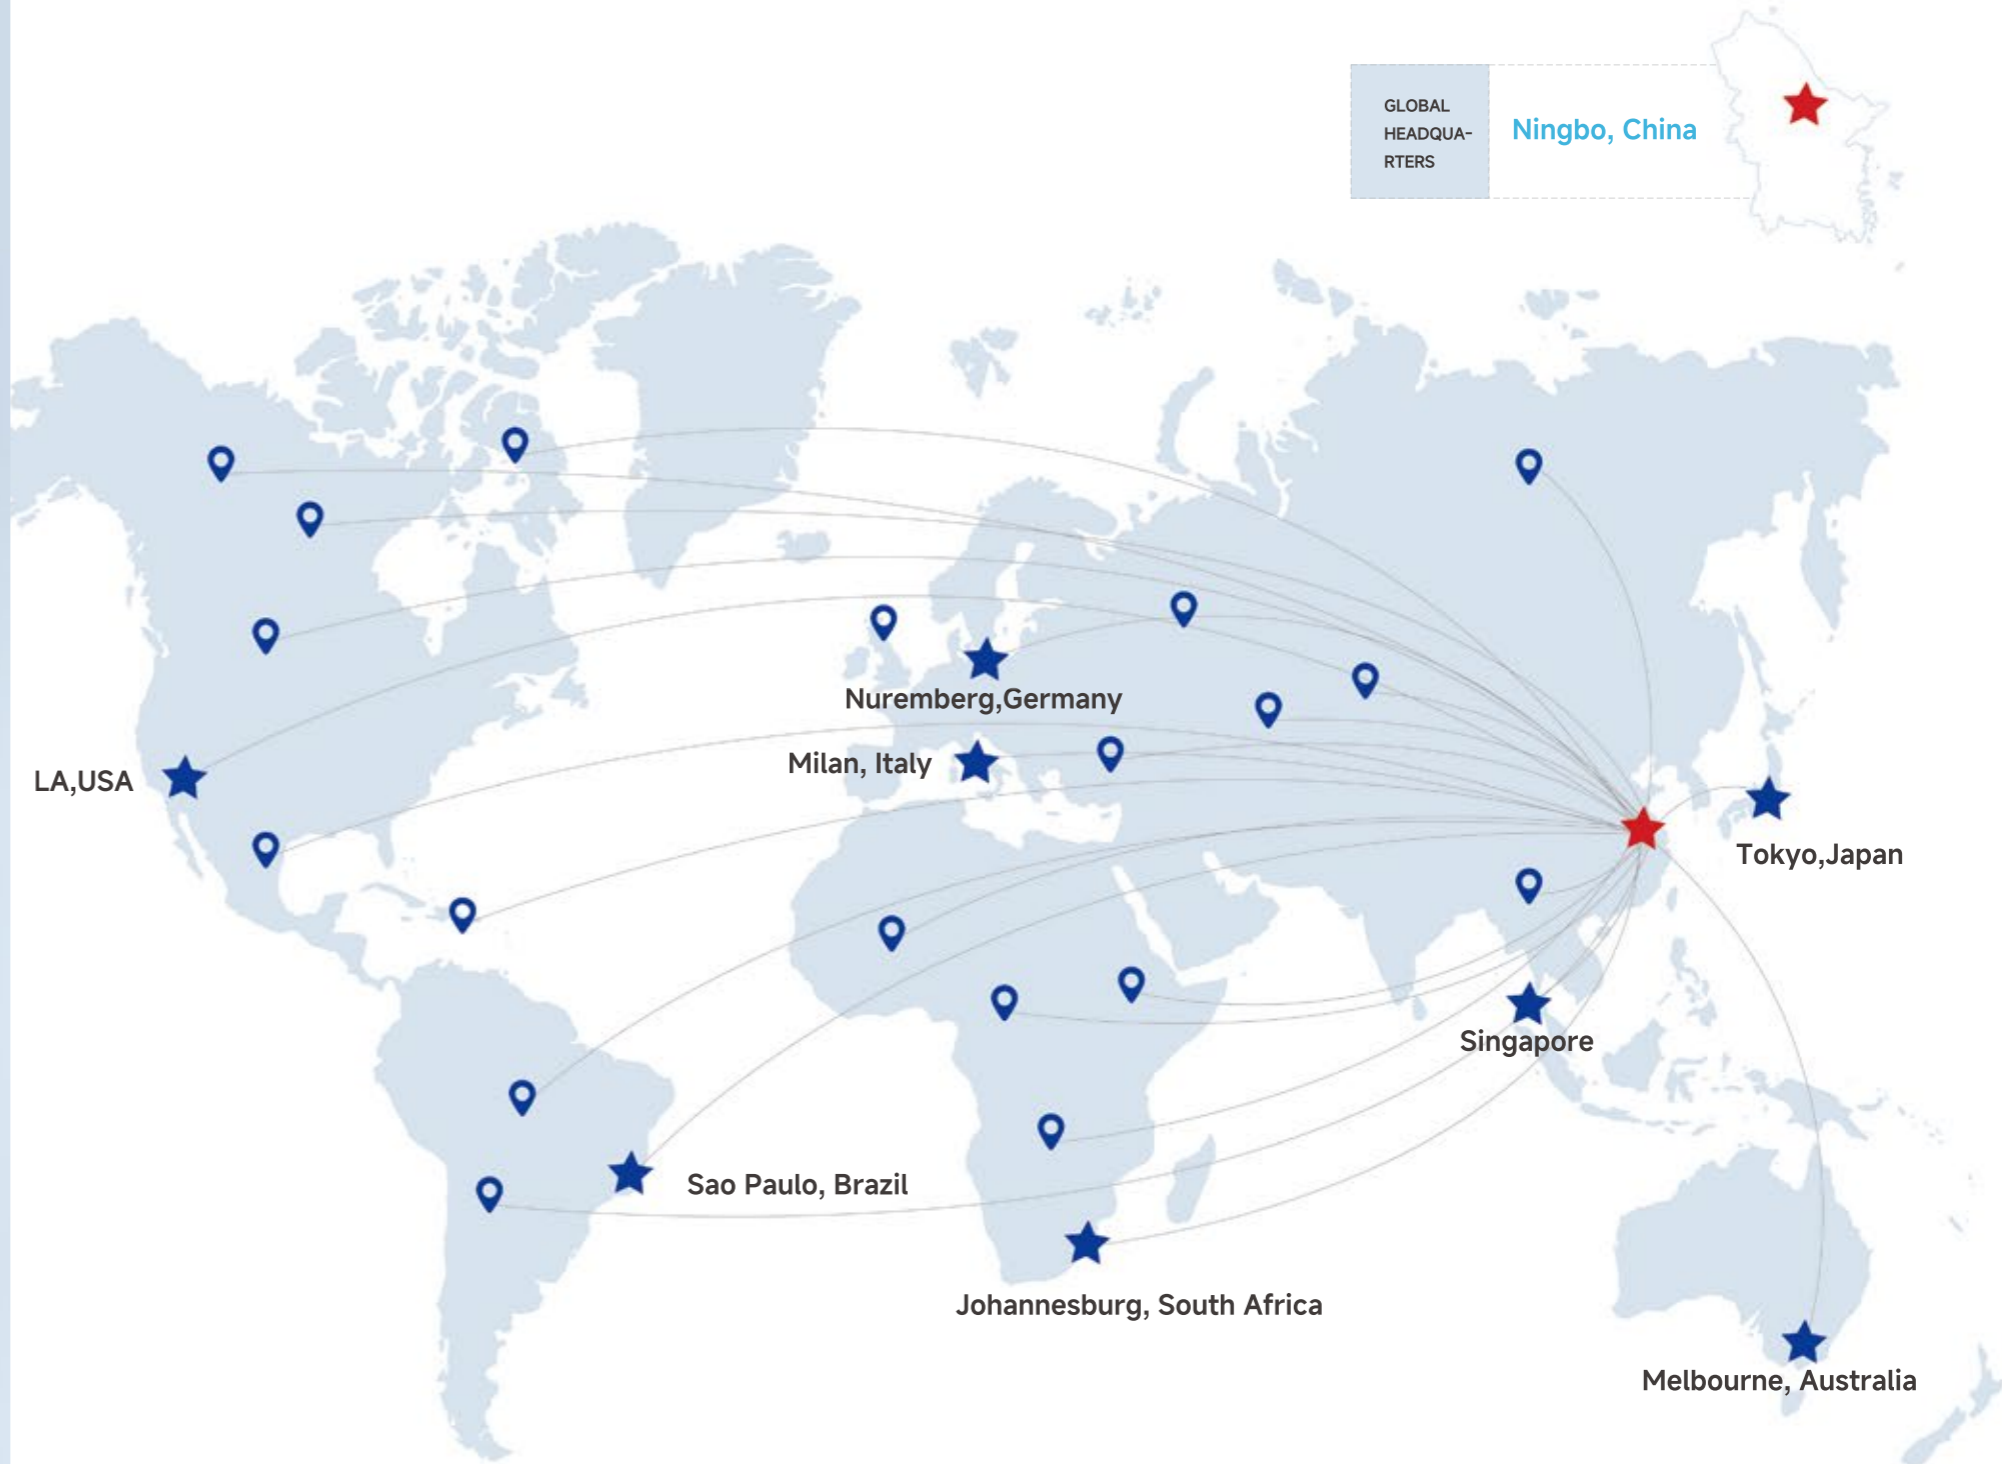 GLOBAL
HEADQUA-
RTERS
Ningbo, China
Nuremberg,Germany
Milan, Italy
LA,USA
Tokyo,Japan
Singapore
Sao Paulo, Brazil
Johannesburg, South Africa
Melbourne, Australia